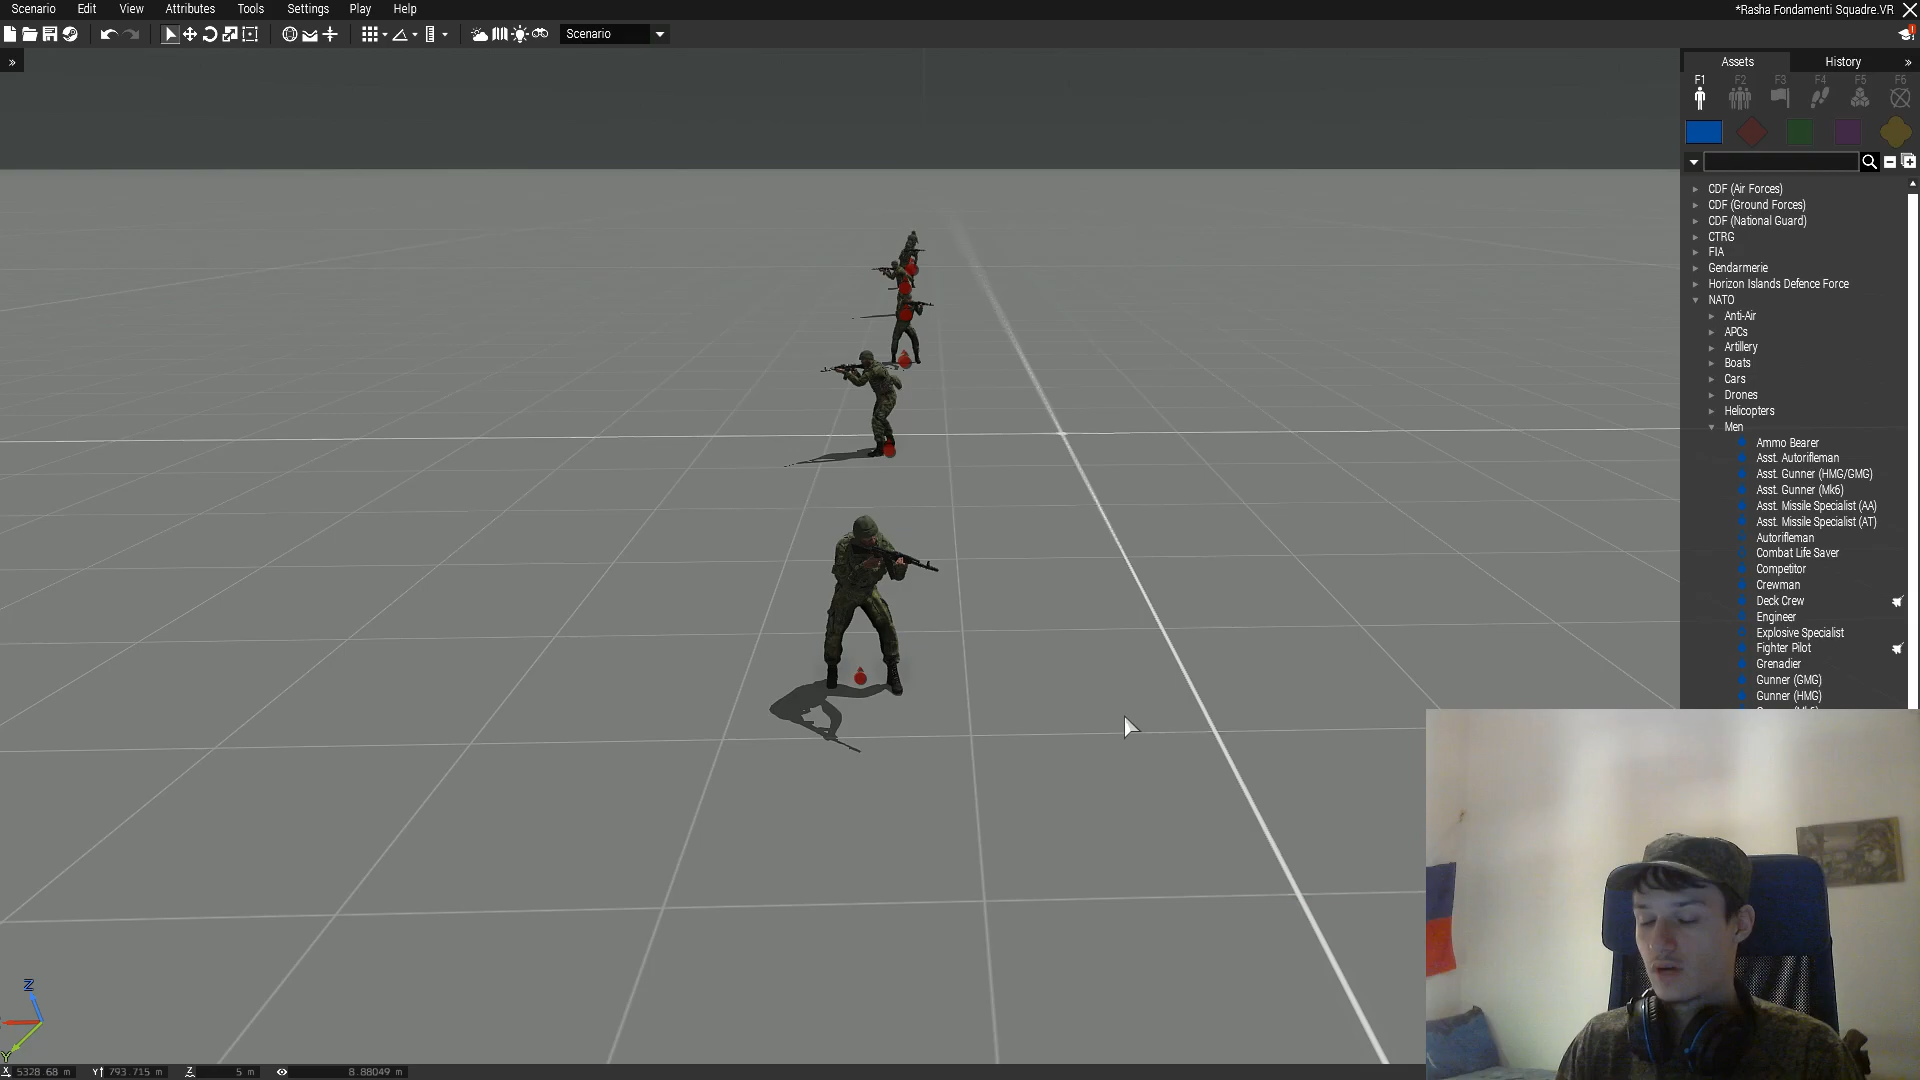 Scenario Edit View Attributes Tools Settings Play Help
*Rasha Fondamenti Squadre.VR
Scenario
Assets History
F1 F2 F3 F4 F5 F6
CDF (Air Forces)
CDF (Ground Forces)
CDF (National Guard)
CTRG
FIA
Gendarmerie
Horizon Islands Defence Force
NATO
Anti-Air
APCs
Artillery
Boats
Cars
Drones
Helicopters
Men
Ammo Bearer
Asst. Autorifleman
Asst. Gunner (HMG/GMG)
Asst. Gunner (Mk6)
Asst. Missile Specialist (AA)
Asst. Missile Specialist (AT)
Autorifleman
Combat Life Saver
Competitor
Crewman
Deck Crew
Engineer
Explosive Specialist
Fighter Pilot
Grenadier
Gunner (GMG)
Gunner (HMG)
Z
Y
X 5328.68 m Y 793.715 m Z 5 m 8.88049 m